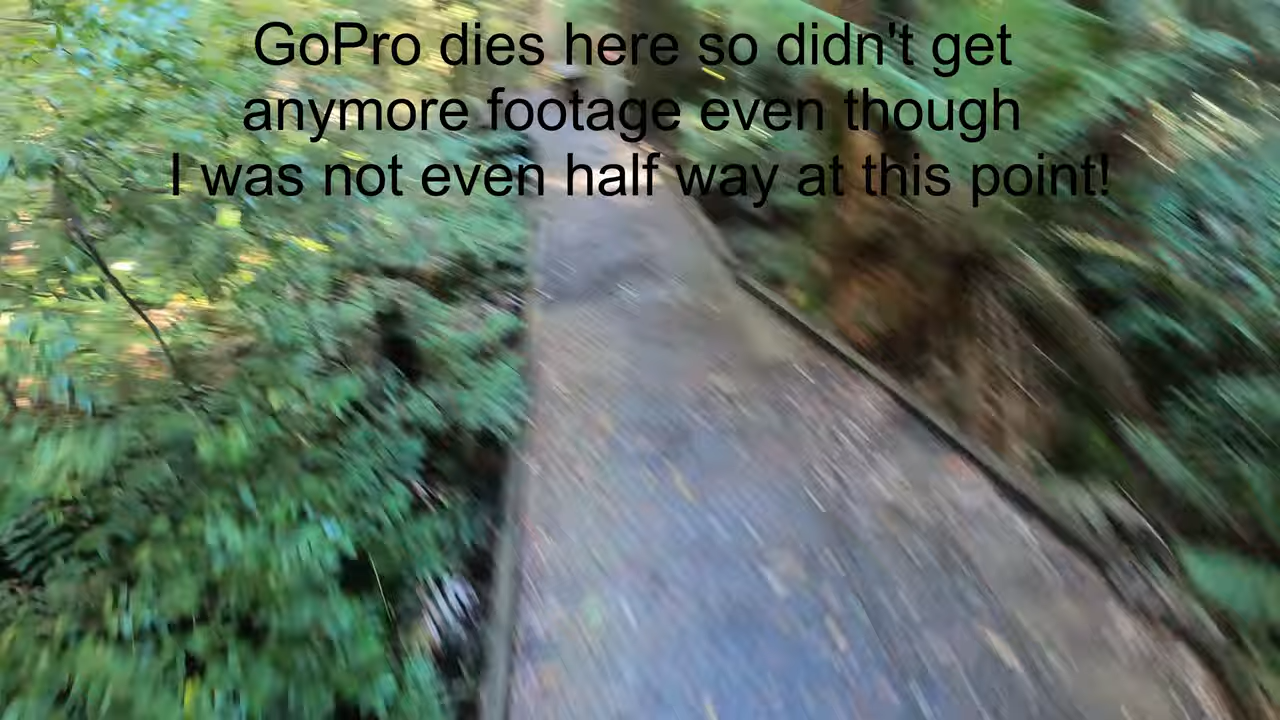 GoPro dies here so didn't get
anymore footage even though
I was not even half way at this point!